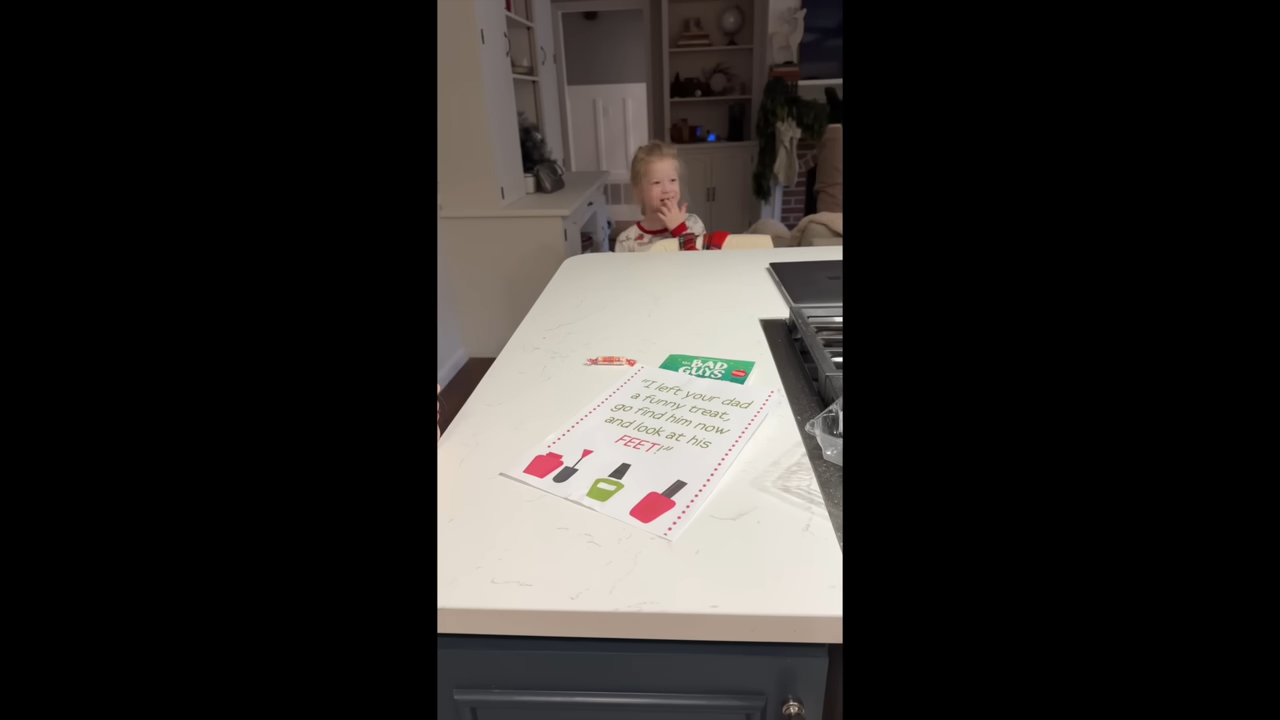 BAD
GUYS
"I left your dad
a funny treat,
go find him now
and look at his
FEET!"